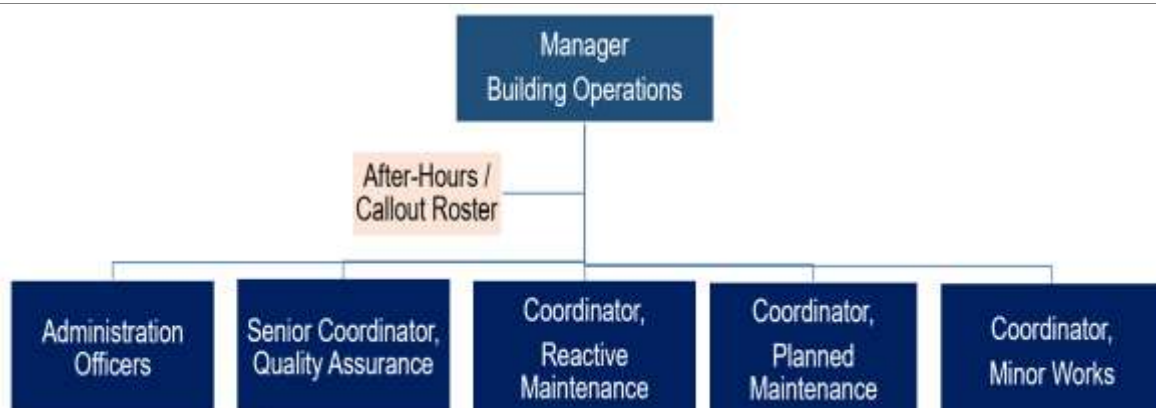 Manager
Building Operations
After-Hours /
Callout Roster
Administration
Officers
Senior Coordinator,
Quality Assurance
Coordinator,
Reactive
Maintenance
Coordinator,
Planned
Maintenance
Coordinator,
Minor Works